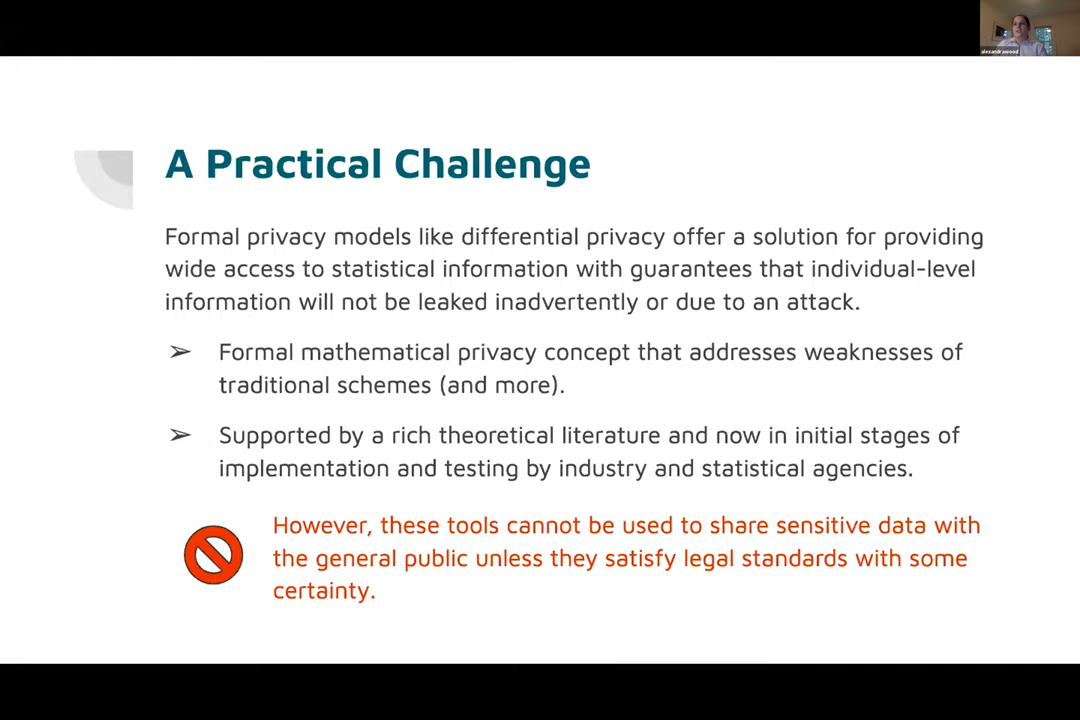 alexandrawood
A Practical Challenge
Formal privacy models like differential privacy offer a solution for providing
wide access to statistical information with guarantees that individual-level
information will not be leaked inadvertently or due to an attack.
➢ Formal mathematical privacy concept that addresses weaknesses of
traditional schemes (and more).
➢ Supported by a rich theoretical literature and now in initial stages of
implementation and testing by industry and statistical agencies.
However, these tools cannot be used to share sensitive data with
the general public unless they satisfy legal standards with some
certainty.